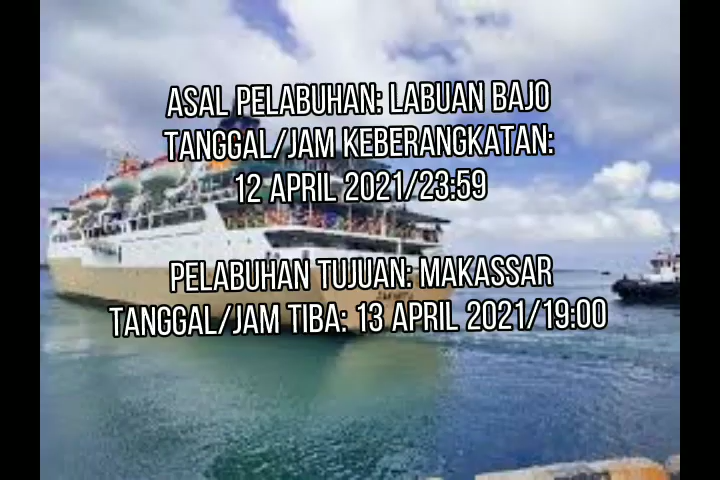 ASAL PELABUHAN: LABUAN BAJO
TANGGAL/JAM KEBERANGKATAN:
12 APRIL 2021/23:59
PELABUHAN TUJUAN: MAKASSAR
TANGGAL/JAM TIBA: 13 APRIL 2021/19:00